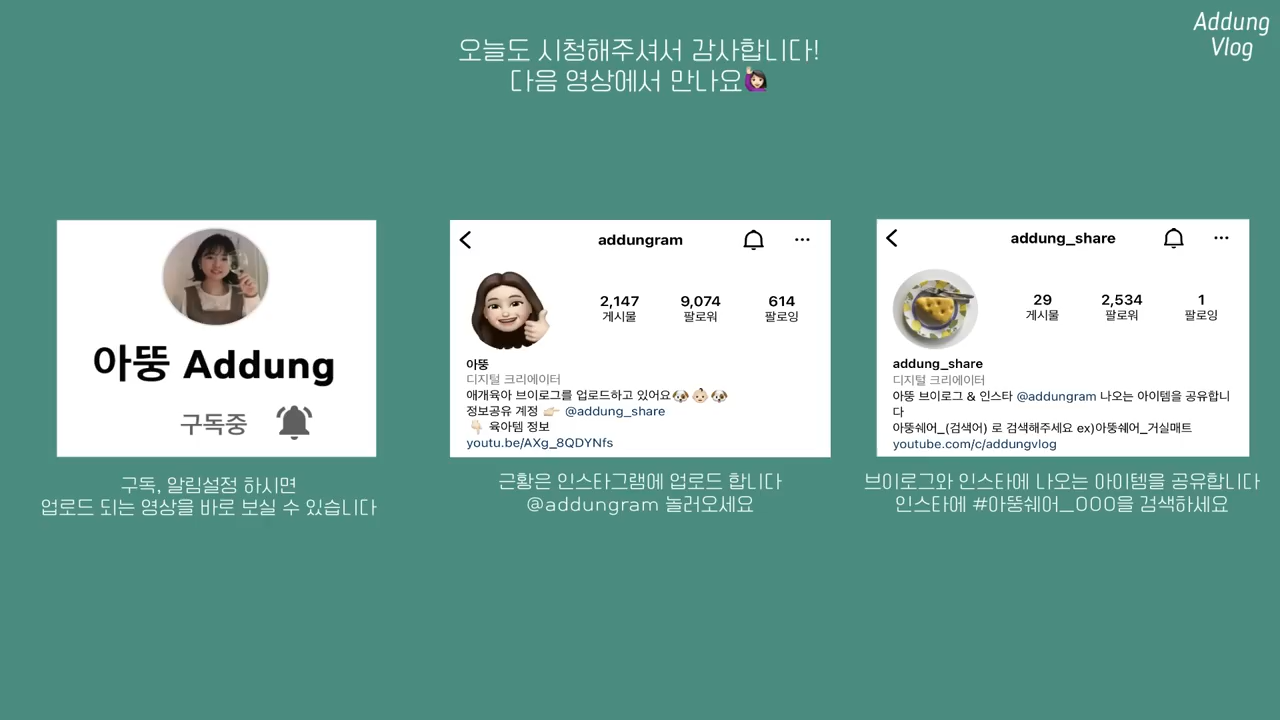 Addung
Vlog
오늘도 시청해주셔서 감사합니다!
다음 영상에서 만나요🙋🏻‍♀️
아뚱 Addung
구독중
구독, 알림설정 하시면
업로드 되는 영상을 바로 보실 수 있습니다
addungram
2,147 9,074 614
게시물 팔로워 팔로잉
아뚱
디지털 크리에이터
애개육아 브이로그를 업로드하고 있어요🐶👶🏻🐶
정보공유 계정 👉🏻 @addung_share
👇🏻 육아템 정보
youtu.be/AXg_8QDYNfs
근황은 인스타그램에 업로드 합니다
@addungram 놀러오세요
addung_share
29 2,534 1
게시물 팔로워 팔로잉
addung_share
디지털 크리에이터
아뚱 브이로그 & 인스타 @addungram 나오는 아이템을 공유합니
다
아뚱쉐어_(검색어) 로 검색해주세요 ex)아뚱쉐어_거실매트
youtube.com/c/addungvlog
브이로그와 인스타에 나오는 아이템을 공유합니다
인스타에 #아뚱쉐어_OOO을 검색하세요